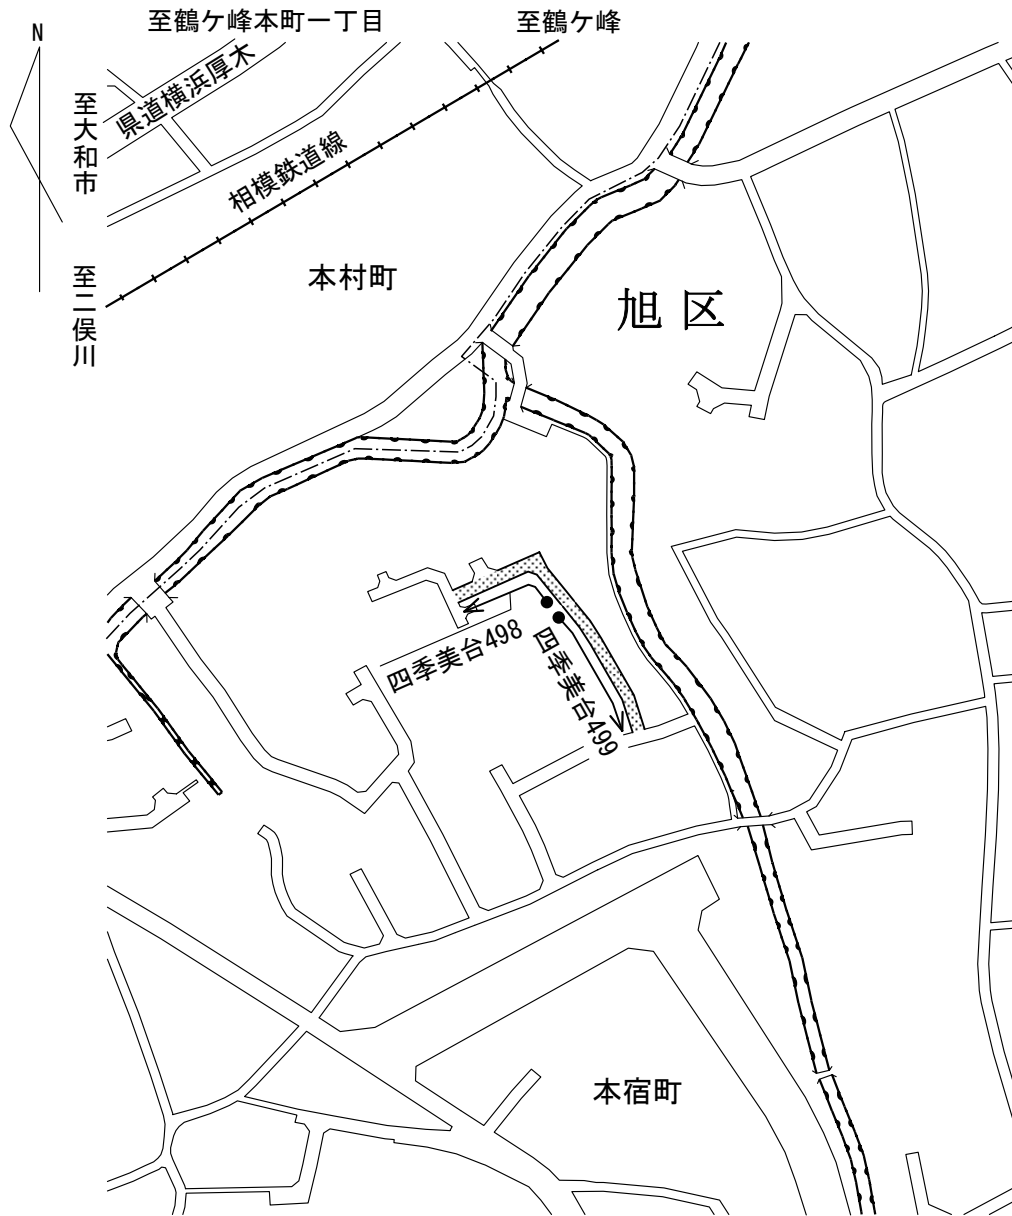 至鶴ケ峰本町一丁目
至鶴ケ峰
N
県道横浜厚木
至大和市
相模鉄道線
至二俣川
本村町
旭区
四季美台498
四季美台499
本宿町